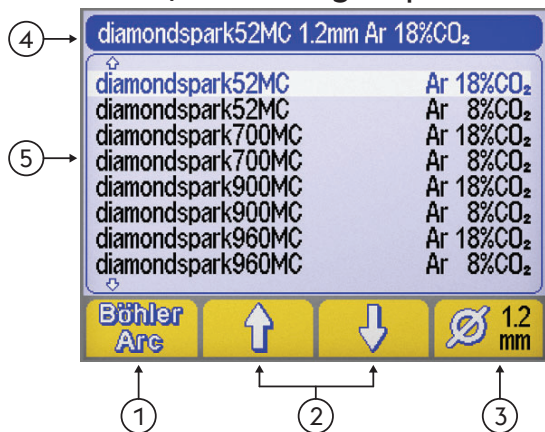 ④ diamondspark52MC 1.2mm Ar 18%CO₂
diamondspark52MC Ar 18%CO₂
diamondspark52MC Ar 8%CO₂
diamondspark700MC Ar 18%CO₂
⑤ diamondspark700MC Ar 8%CO₂
diamondspark900MC Ar 18%CO₂
diamondspark900MC Ar 8%CO₂
diamondspark960MC Ar 18%CO₂
diamondspark960MC Ar 8%CO₂
Böhler
Arc
Ø 1.2
mm
① ② ③